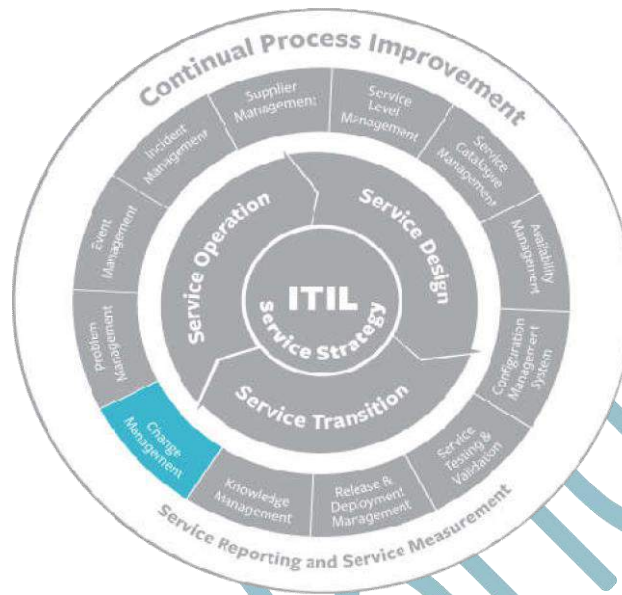 Continual Process Improvement
Supplier
Management
Service
Level
Management
Service
Catalogue
Management
Availability
Management
Configuration
Management
System
Service
Testing &
Validation
Release &
Deployment
Management
Knowledge
Management
Change
Management
Problem
Management
Event
Management
Incident
Management
Service Operation
Service Design
Service Transition
ITIL
Service Strategy
Service Reporting and Service Measurement